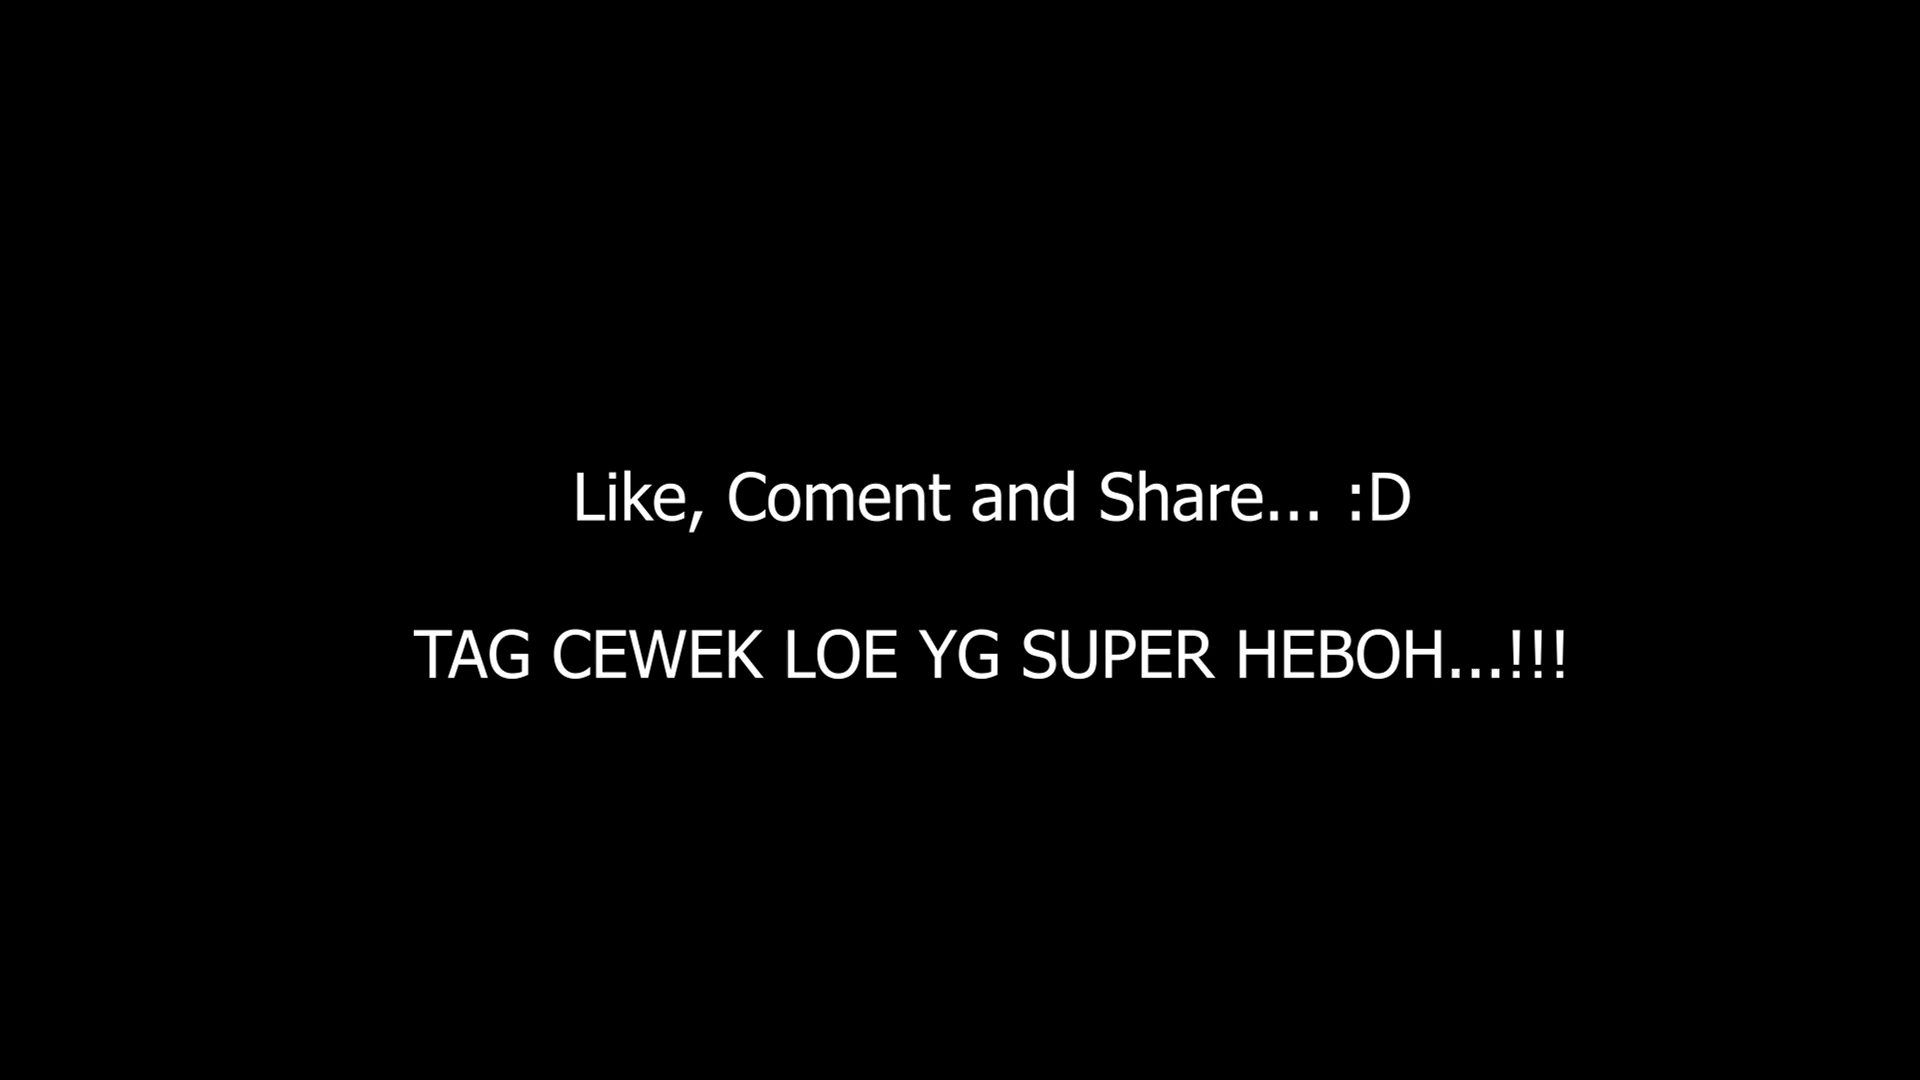 Like, Coment and Share... :D
TAG CEWEK LOE YG SUPER HEBOH...!!!